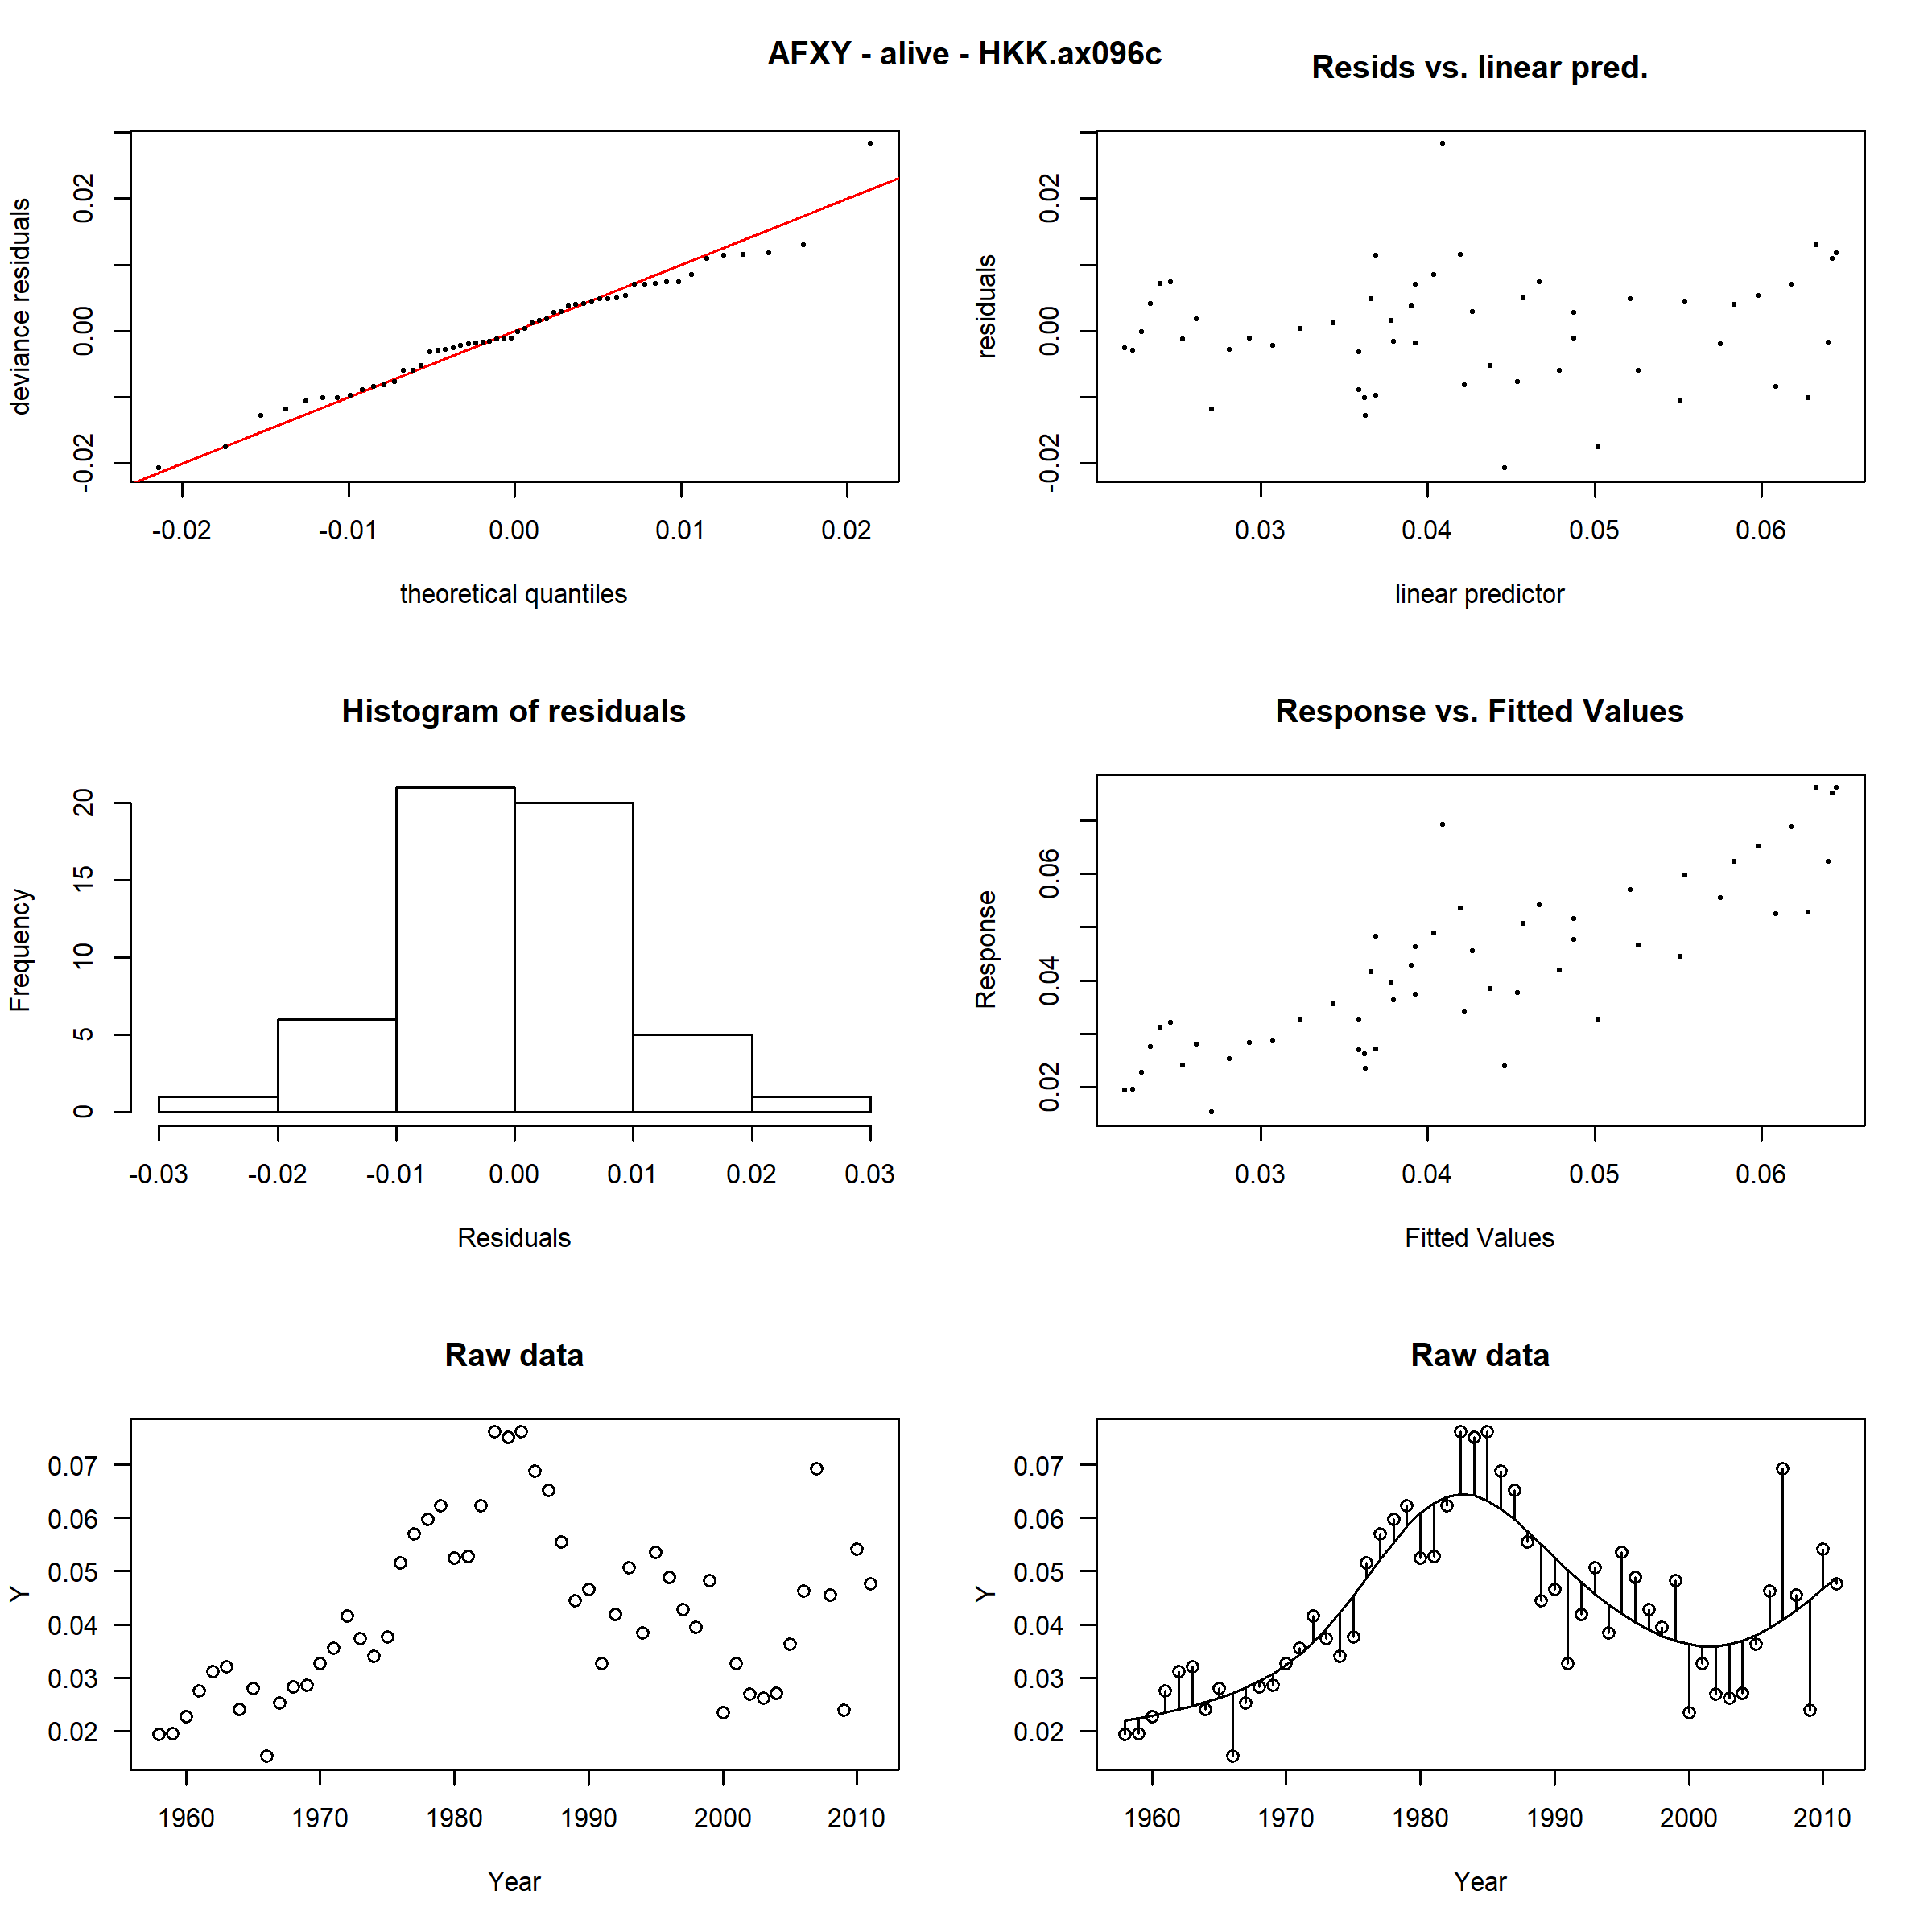 AFXY - alive - HKK.ax096c
Resids vs. linear pred.
deviance residuals
-0.02 0.00 0.02
-0.02 -0.01 0.00 0.01 0.02
theoretical quantiles
residuals
-0.02 0.00 0.02
0.03 0.04 0.05 0.06
linear predictor
Histogram of residuals
Frequency
0 5 10 15 20
-0.03 -0.02 -0.01 0.00 0.01 0.02 0.03
Residuals
Response vs. Fitted Values
Response
0.02 0.04 0.06
0.03 0.04 0.05 0.06
Fitted Values
Raw data
Y
0.07
0.06
0.05
0.04
0.03
0.02
1960 1970 1980 1990 2000 2010
Year
Raw data
Y
0.07
0.06
0.05
0.04
0.03
0.02
1960 1970 1980 1990 2000 2010
Year